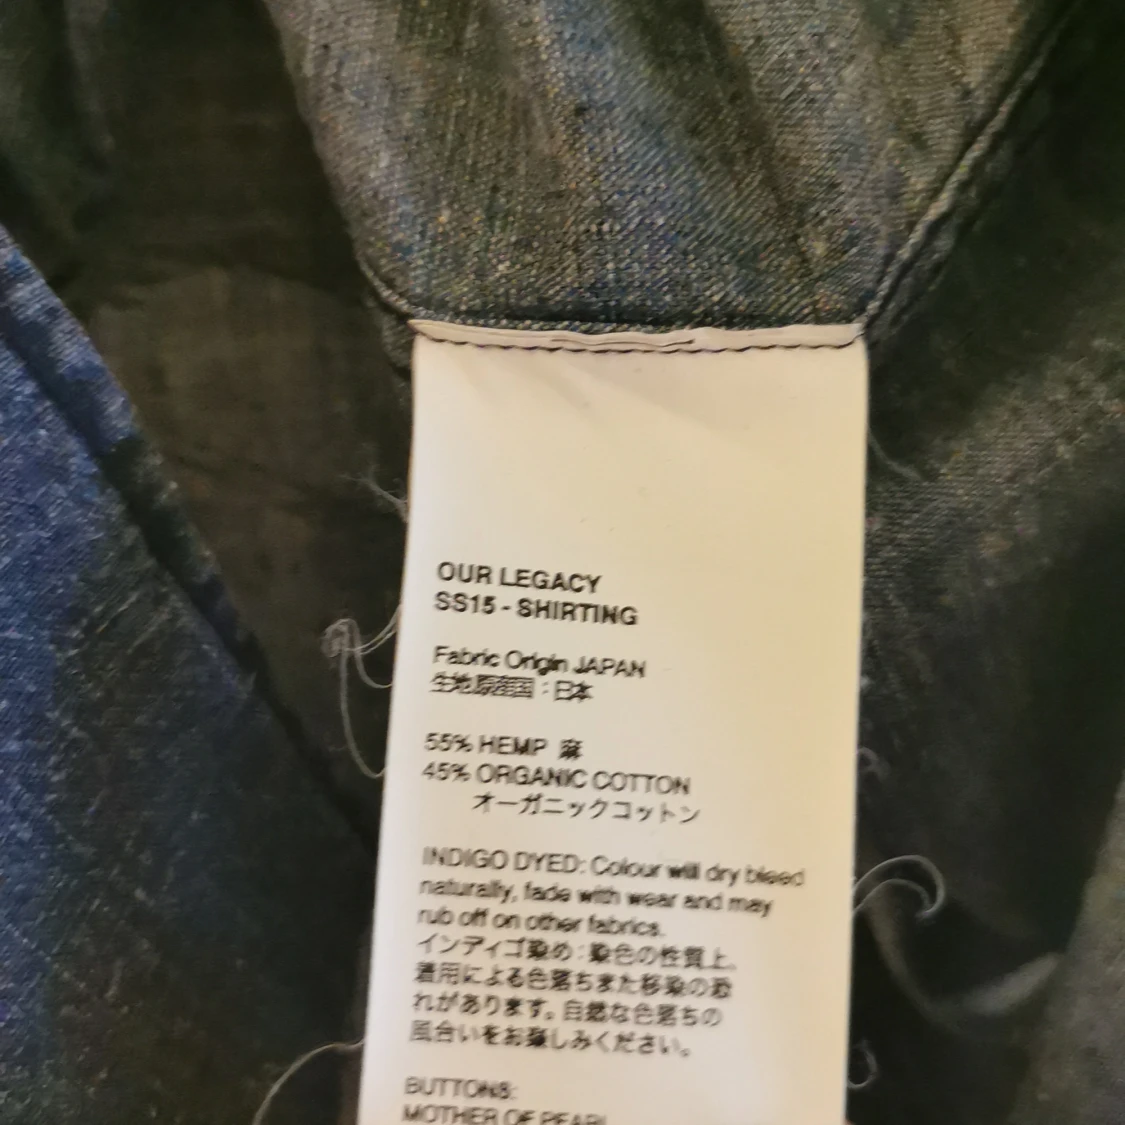 OUR LEGACY
SS15 - SHIRTING
Fabric Origin JAPAN
生地原産国：日本
55% HEMP 麻
45% ORGANIC COTTON
オーガニックコットン
INDIGO DYED: Colour will dry bleed
naturally, fade with wear and may
rub off on other fabrics.
インディゴ染め：染色の性質上、
着用による色落ちまた移染の恐
れがあります。自然な色落ちの
風合いをお楽しみください。
BUTTONS:
MOTHER OF PEARL